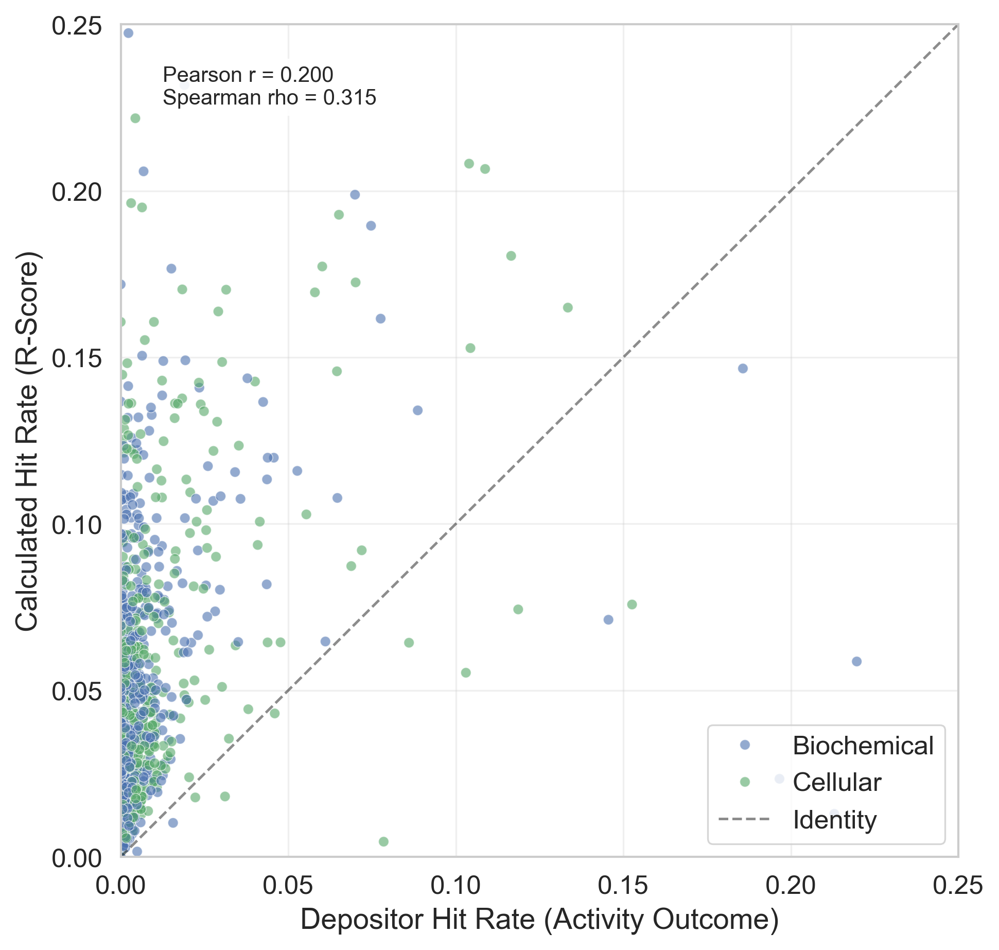 0.25
0.20
0.15
0.10
0.05
0.00
Calculated Hit Rate (R-Score)
Pearson r = 0.200
Spearman rho = 0.315
Biochemical
Cellular
Identity
0.00 0.05 0.10 0.15 0.20 0.25
Depositor Hit Rate (Activity Outcome)